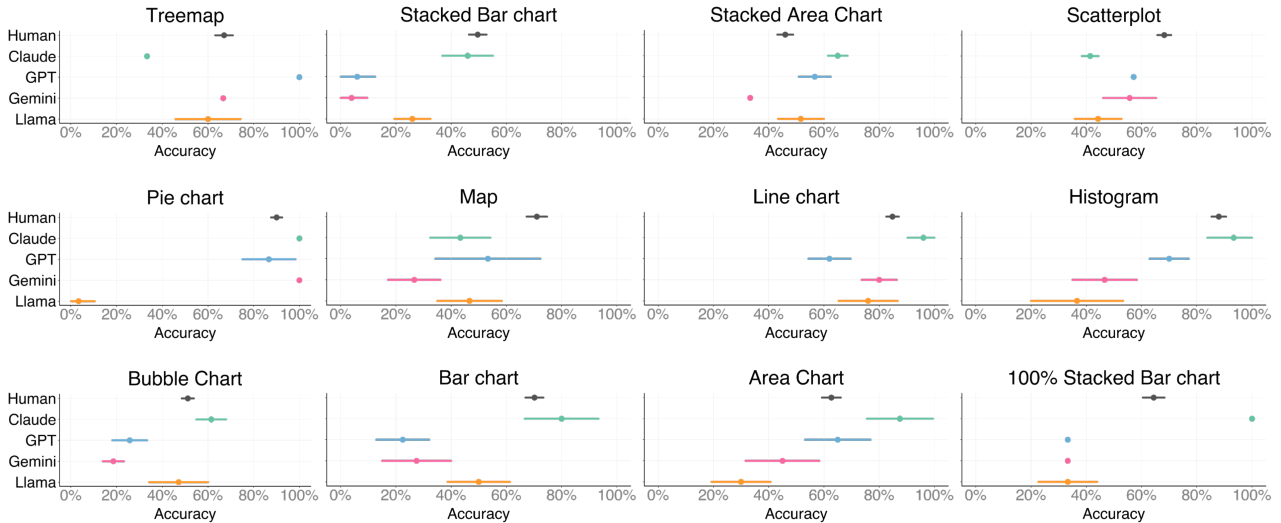 Treemap
Stacked Bar chart
Stacked Area Chart
Scatterplot
Human
Claude
GPT
Gemini
Llama
0% 20% 40% 60% 80% 100%
0% 20% 40% 60% 80% 100%
0% 20% 40% 60% 80% 100%
0% 20% 40% 60% 80% 100%
Accuracy
Accuracy
Accuracy
Accuracy
Pie chart
Map
Line chart
Histogram
Human
Claude
GPT
Gemini
Llama
0% 20% 40% 60% 80% 100%
0% 20% 40% 60% 80% 100%
0% 20% 40% 60% 80% 100%
0% 20% 40% 60% 80% 100%
Accuracy
Accuracy
Accuracy
Accuracy
Bubble Chart
Bar chart
Area Chart
100% Stacked Bar chart
Human
Claude
GPT
Gemini
Llama
0% 20% 40% 60% 80% 100%
0% 20% 40% 60% 80% 100%
0% 20% 40% 60% 80% 100%
0% 20% 40% 60% 80% 100%
Accuracy
Accuracy
Accuracy
Accuracy